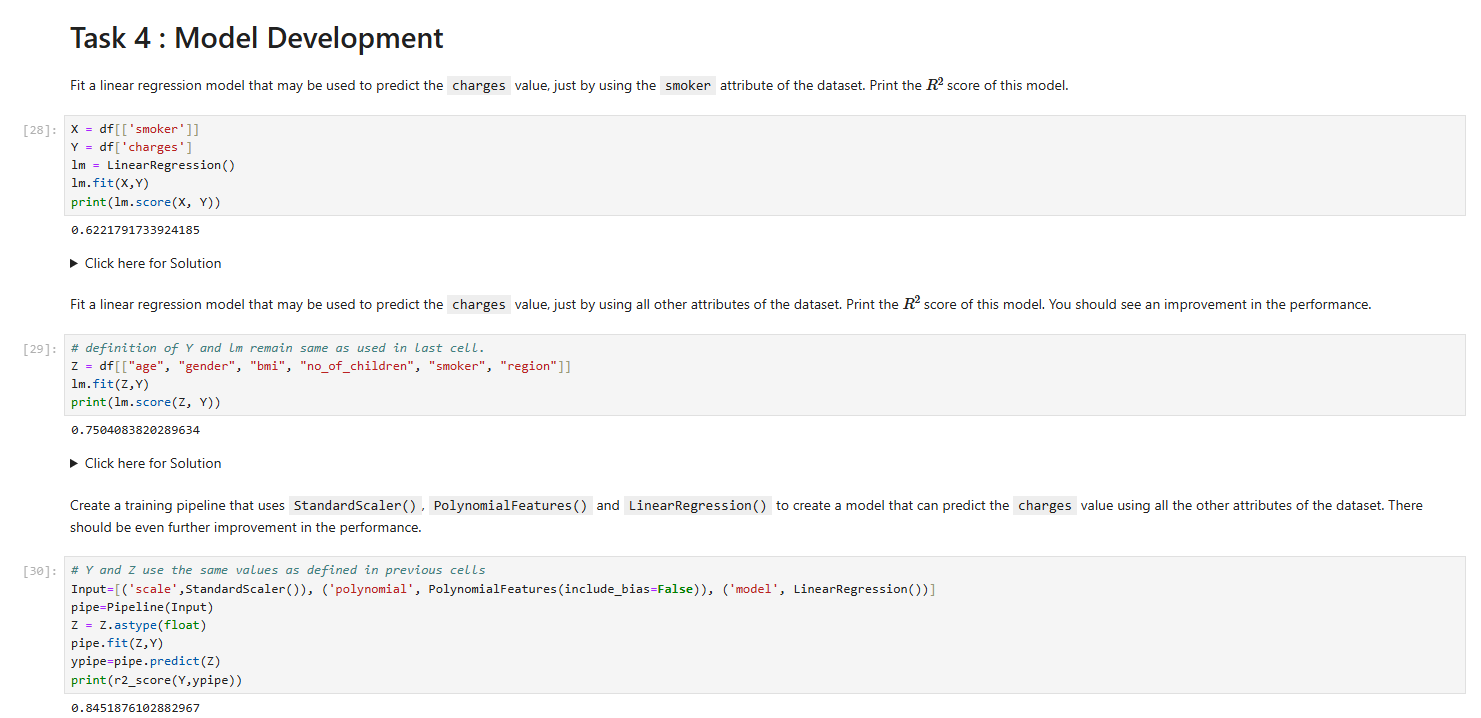 Task 4 : Model Development
Fit a linear regression model that may be used to predict the charges value, just by using the smoker attribute of the dataset. Print the R² score of this model.
[28]: X = df[['smoker']]
Y = df['charges']
lm = LinearRegression()
lm.fit(X,Y)
print(lm.score(X, Y))
0.6221791733924185
▶ Click here for Solution
Fit a linear regression model that may be used to predict the charges value, just by using all other attributes of the dataset. Print the R² score of this model. You should see an improvement in the performance.
[29]: # definition of Y and lm remain same as used in last cell.
Z = df[["age", "gender", "bmi", "no_of_children", "smoker", "region"]]
lm.fit(Z,Y)
print(lm.score(Z, Y))
0.7504083820289634
▶ Click here for Solution
Create a training pipeline that uses StandardScaler() , PolynomialFeatures() and LinearRegression() to create a model that can predict the charges value using all the other attributes of the dataset. There
should be even further improvement in the performance.
[30]: # Y and Z use the same values as defined in previous cells
Input=[('scale',StandardScaler()), ('polynomial', PolynomialFeatures(include_bias=False)), ('model', LinearRegression())]
pipe=Pipeline(Input)
Z = Z.astype(float)
pipe.fit(Z,Y)
ypipe=pipe.predict(Z)
print(r2_score(Y,ypipe))
0.8451876102882967